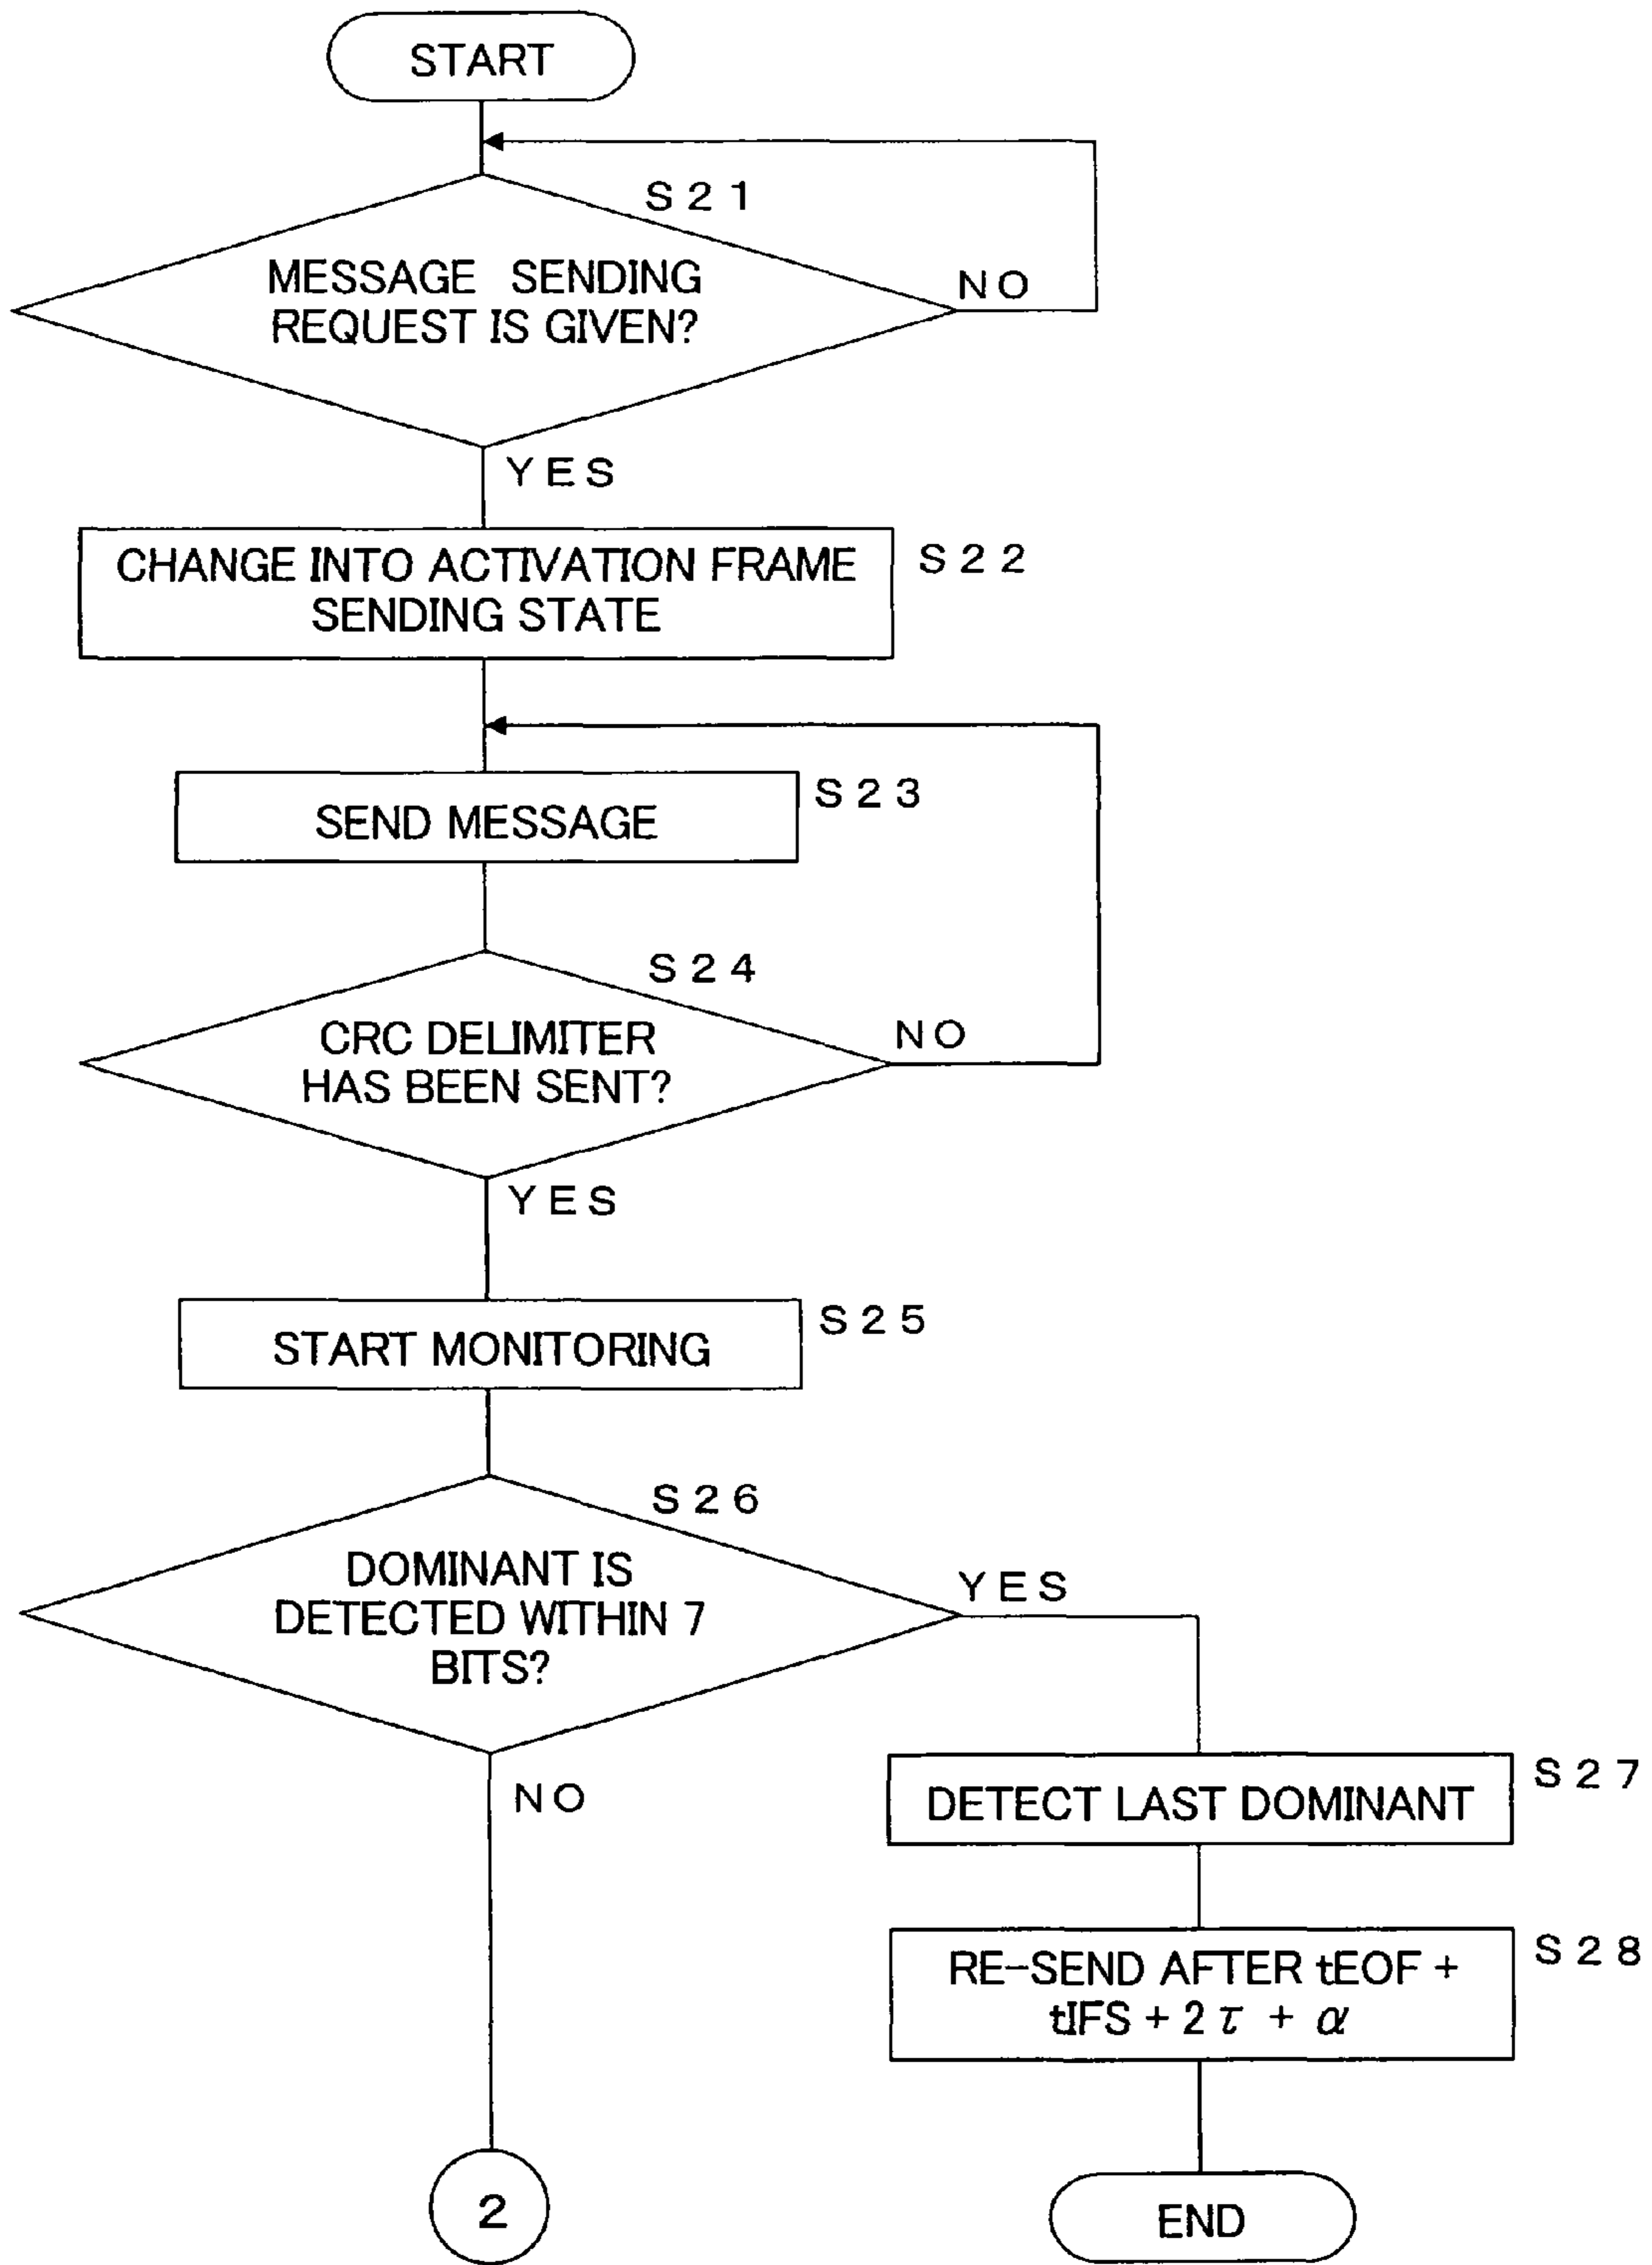 START
S21
MESSAGE SENDING
REQUEST IS GIVEN?
NO
YES
CHANGE INTO ACTIVATION FRAME
SENDING STATE
S22
SEND MESSAGE
S23
S24
CRC DELIMITER
HAS BEEN SENT?
NO
YES
START MONITORING
S25
S26
DOMINANT IS
DETECTED WITHIN 7
BITS?
YES
NO
DETECT LAST DOMINANT
S27
RE-SEND AFTER tEOF +
tIFS + 2τ + α
S28
2
END